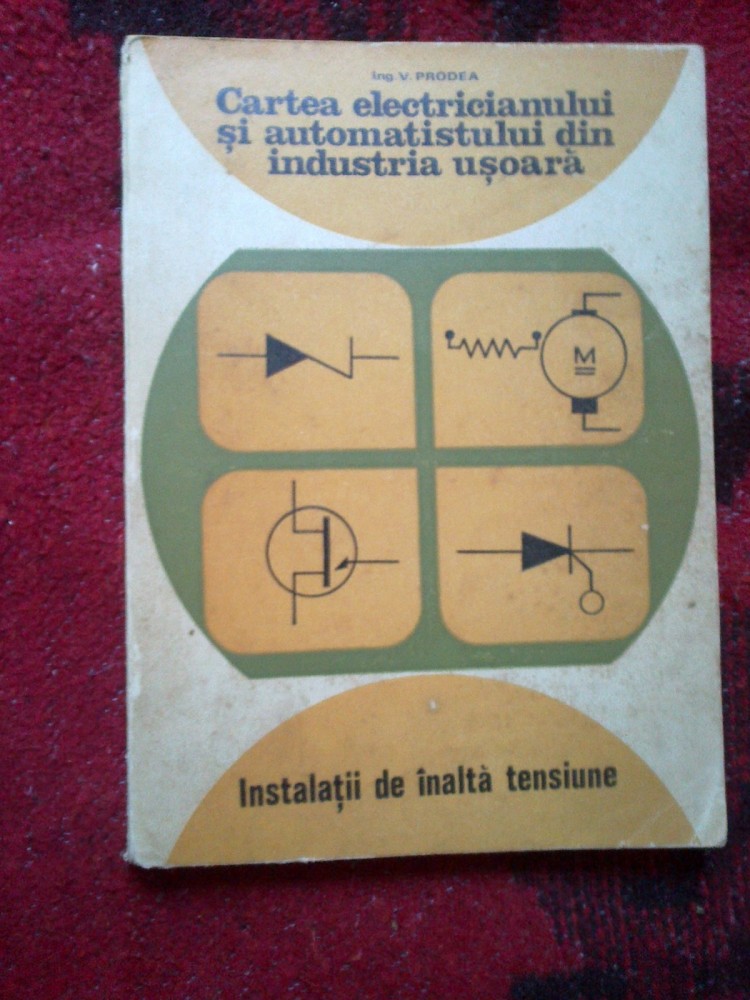 ing. V. PRODEA
Cartea electricianului
și automatistului din
industria ușoară
M
Instalații de înaltă tensiune